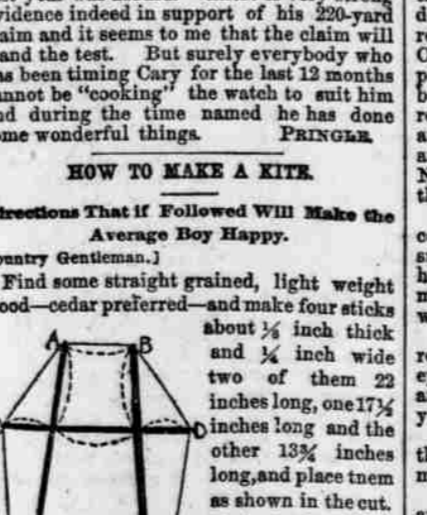 vidence indeed in support of his 220-yard
aim and it seems to me that the claim will
and the test. But surely everybody who
as been timing Cary for the last 12 months
annot be "cooking" the watch to suit him
nd during the time named he has done
ome wonderful things. PRINGLE.
HOW TO MAKE A KITE.
Directions That if Followed Will Make the
Average Boy Happy.
ountry Gentleman.]
Find some straight grained, light weight
ood—cedar preferred—and make four sticks
about ⅛ inch thick
and ¼ inch wide
two of them 22
inches long, one 17½
inches long and the
other 13¾ inches
long, and place tnem
as shown in the cut.
A B
D